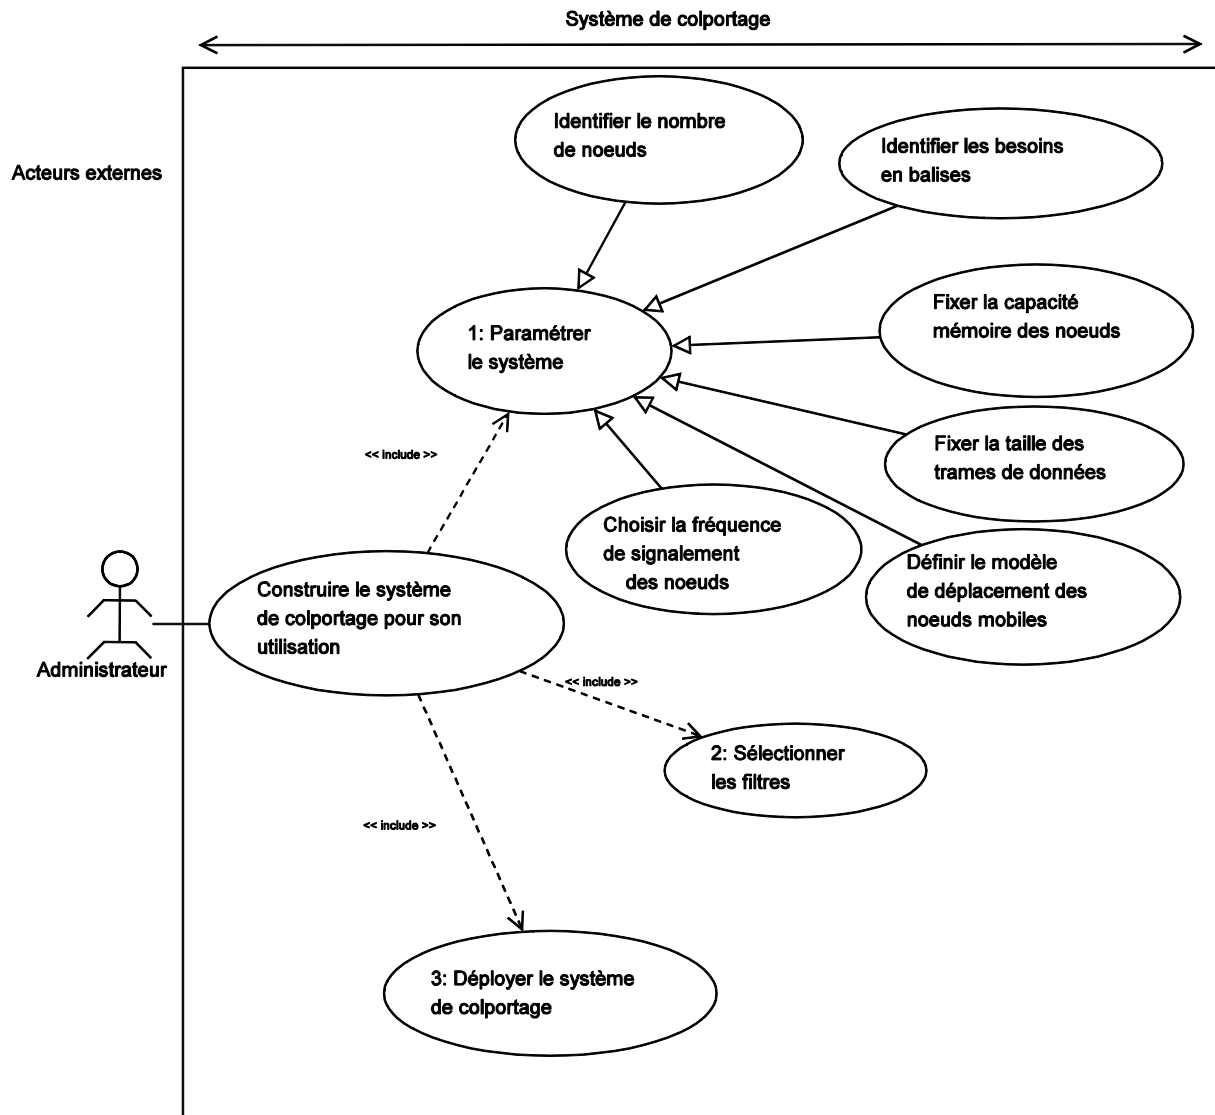 Système de colportage
Acteurs externes
Identifier le nombre
de noeuds
Identifier les besoins
en balises
1: Paramétrer
le système
Fixer la capacité
mémoire des noeuds
<< include >>
Fixer la taille des
trames de données
Choisir la fréquence
de signalement
des noeuds
Définir le modèle
de déplacement des
noeuds mobiles
Construire le système
de colportage pour son
utilisation
Administrateur
<< include >>
2: Sélectionner
les filtres
<< include >>
3: Déployer le système
de colportage